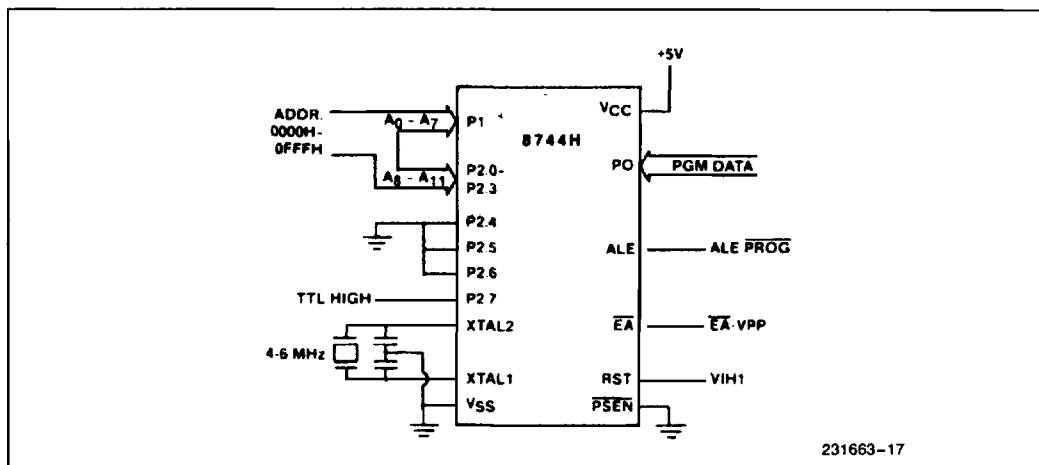 +5V
ADDR.
0000H-
0FFFH
A0 - A7
P1
VCC
8744H
P2.0-
P2.3
A8 - A11
PO
PGM DATA
P2.4
P2.5
P2.6
ALE
ALE PROG
TTL HIGH
P2.7
XTAL2
EA
EA·VPP
4-6 MHz
XTAL1
RST
VIH1
VSS
PSEN
231663-17